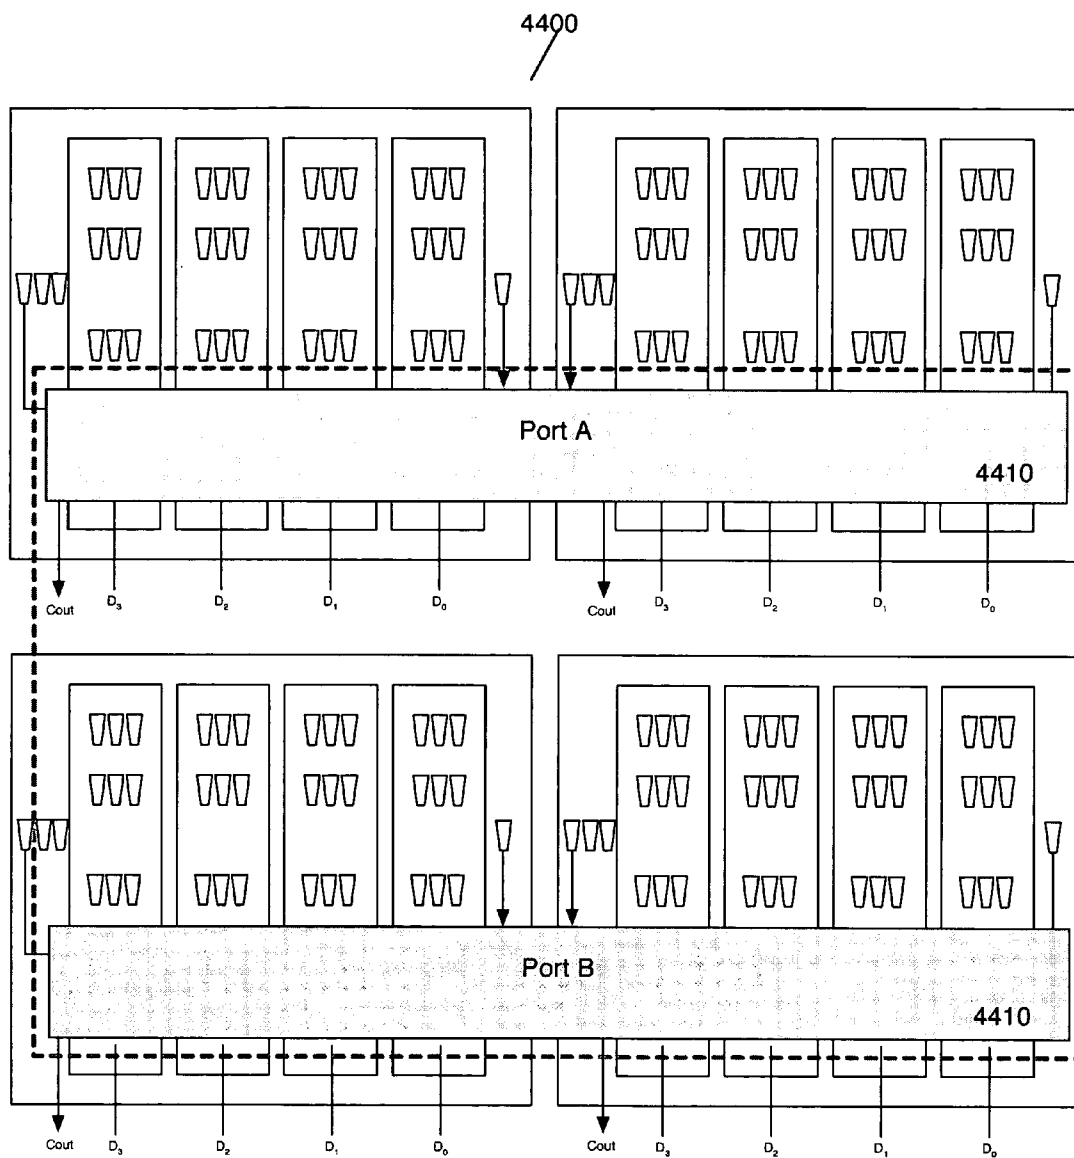 4400
Port A
4410
Cout D₃ D₂ D₁ D₀ Cout D₃ D₂ D₁ D₀
Port B
4410
Cout D₃ D₂ D₁ D₀ Cout D₃ D₂ D₁ D₀